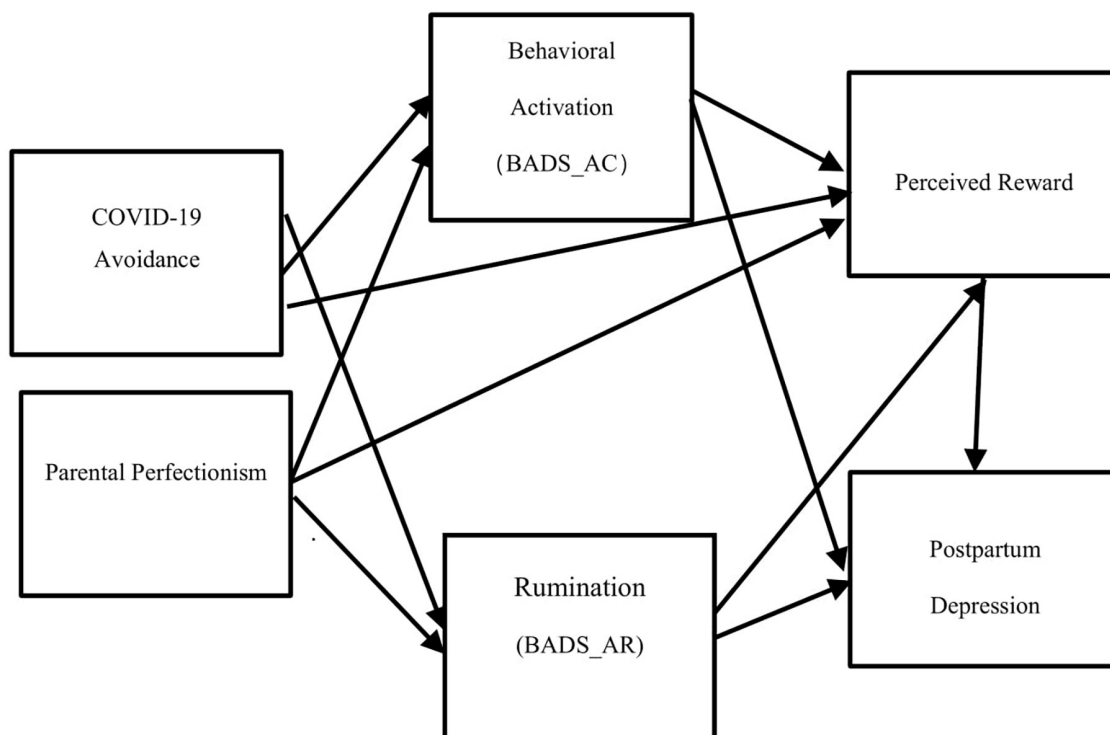 Behavioral
Activation
(BADS_AC)
Perceived Reward
COVID-19
Avoidance
Parental Perfectionism
Rumination
(BADS_AR)
Postpartum
Depression